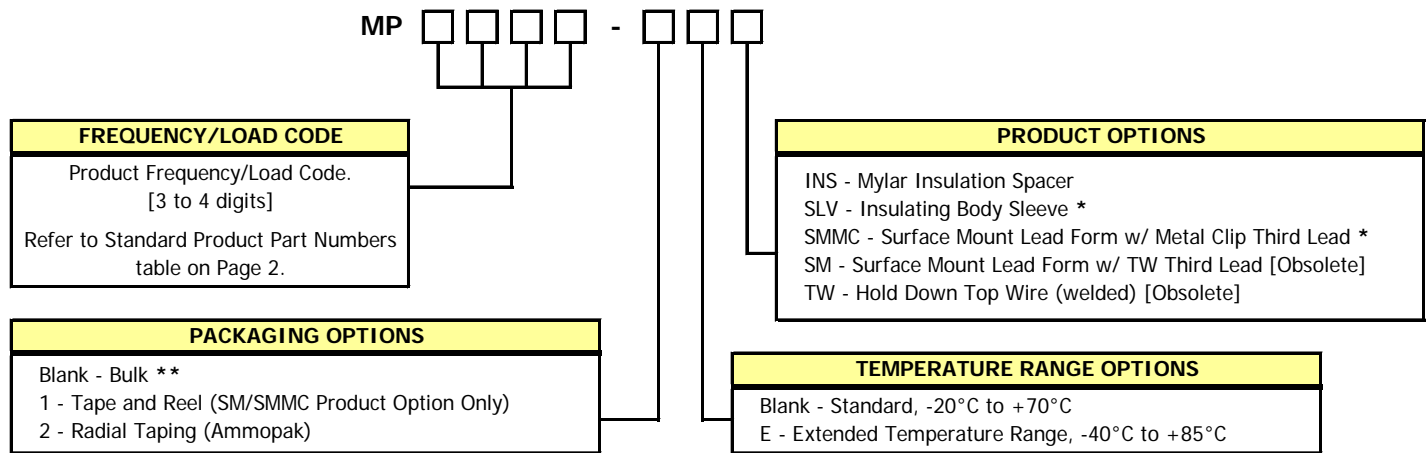 MP -
FREQUENCY/LOAD CODE
Product Frequency/Load Code.
[3 to 4 digits]
Refer to Standard Product Part Numbers
table on Page 2.
PRODUCT OPTIONS
INS - Mylar Insulation Spacer
SLV - Insulating Body Sleeve *
SMMC - Surface Mount Lead Form w/ Metal Clip Third Lead *
SM - Surface Mount Lead Form w/ TW Third Lead [Obsolete]
TW - Hold Down Top Wire (welded) [Obsolete]
PACKAGING OPTIONS
Blank - Bulk **
1 - Tape and Reel (SM/SMMC Product Option Only)
2 - Radial Taping (Ammopak)
TEMPERATURE RANGE OPTIONS
Blank - Standard, -20°C to +70°C
E - Extended Temperature Range, -40°C to +85°C